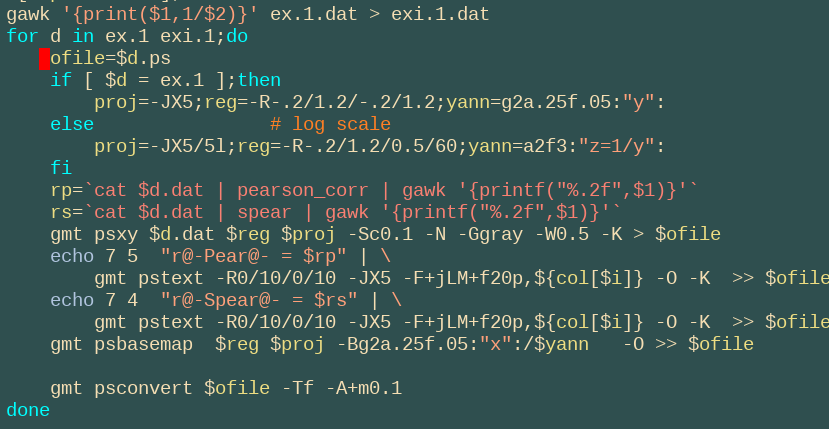 gawk '{print($1,1/$2)}' ex.1.dat > exi.1.dat
for d in ex.1 exi.1;do
    ofile=$d.ps
    if [ $d = ex.1 ];then
        proj=-JX5;reg=-R-.2/1.2/-.2/1.2;yann=g2a.25f.05:"y":
    else                # log scale
        proj=-JX5/5l;reg=-R-.2/1.2/0.5/60;yann=a2f3:"z=1/y":
    fi
    rp=`cat $d.dat | pearson_corr | gawk '{printf("%.2f",$1)}'`
    rs=`cat $d.dat | spear | gawk '{printf("%.2f",$1)}'`
    gmt psxy $d.dat $reg $proj -Sc0.1 -N -Ggray -W0.5 -K > $ofile
    echo 7 5  "r@-Pear@- = $rp" | \
        gmt pstext -R0/10/0/10 -JX5 -F+jLM+f20p,${col[$i]} -O -K  >> $ofile
    echo 7 4  "r@-Spear@- = $rs" | \
        gmt pstext -R0/10/0/10 -JX5 -F+jLM+f20p,${col[$i]} -O -K  >> $ofile
    gmt psbasemap  $reg $proj -Bg2a.25f.05:"x":/$yann   -O >> $ofile
    gmt psconvert $ofile -Tf -A+m0.1
done